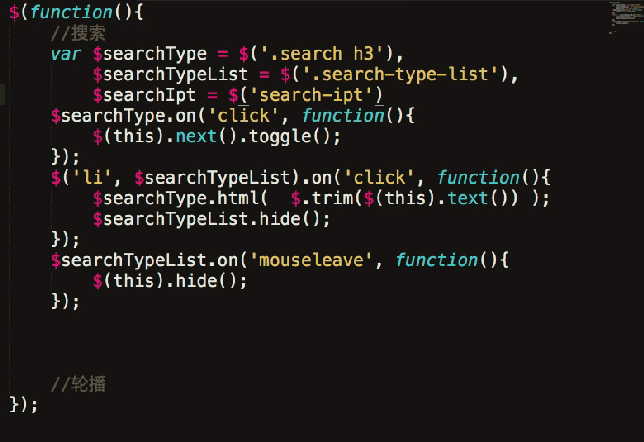 $(function(){
//搜索
var $searchType = $('.search h3'),
$searchTypeList = $('.search-type-list'),
$searchIpt = $('search-ipt')
$searchType.on('click', function(){
$(this).next().toggle();
});
$('li', $searchTypeList).on('click', function(){
$searchType.html(  $.trim($(this).text()) );
$searchTypeList.hide();
});
$searchTypeList.on('mouseleave', function(){
$(this).hide();
});
//轮播
});